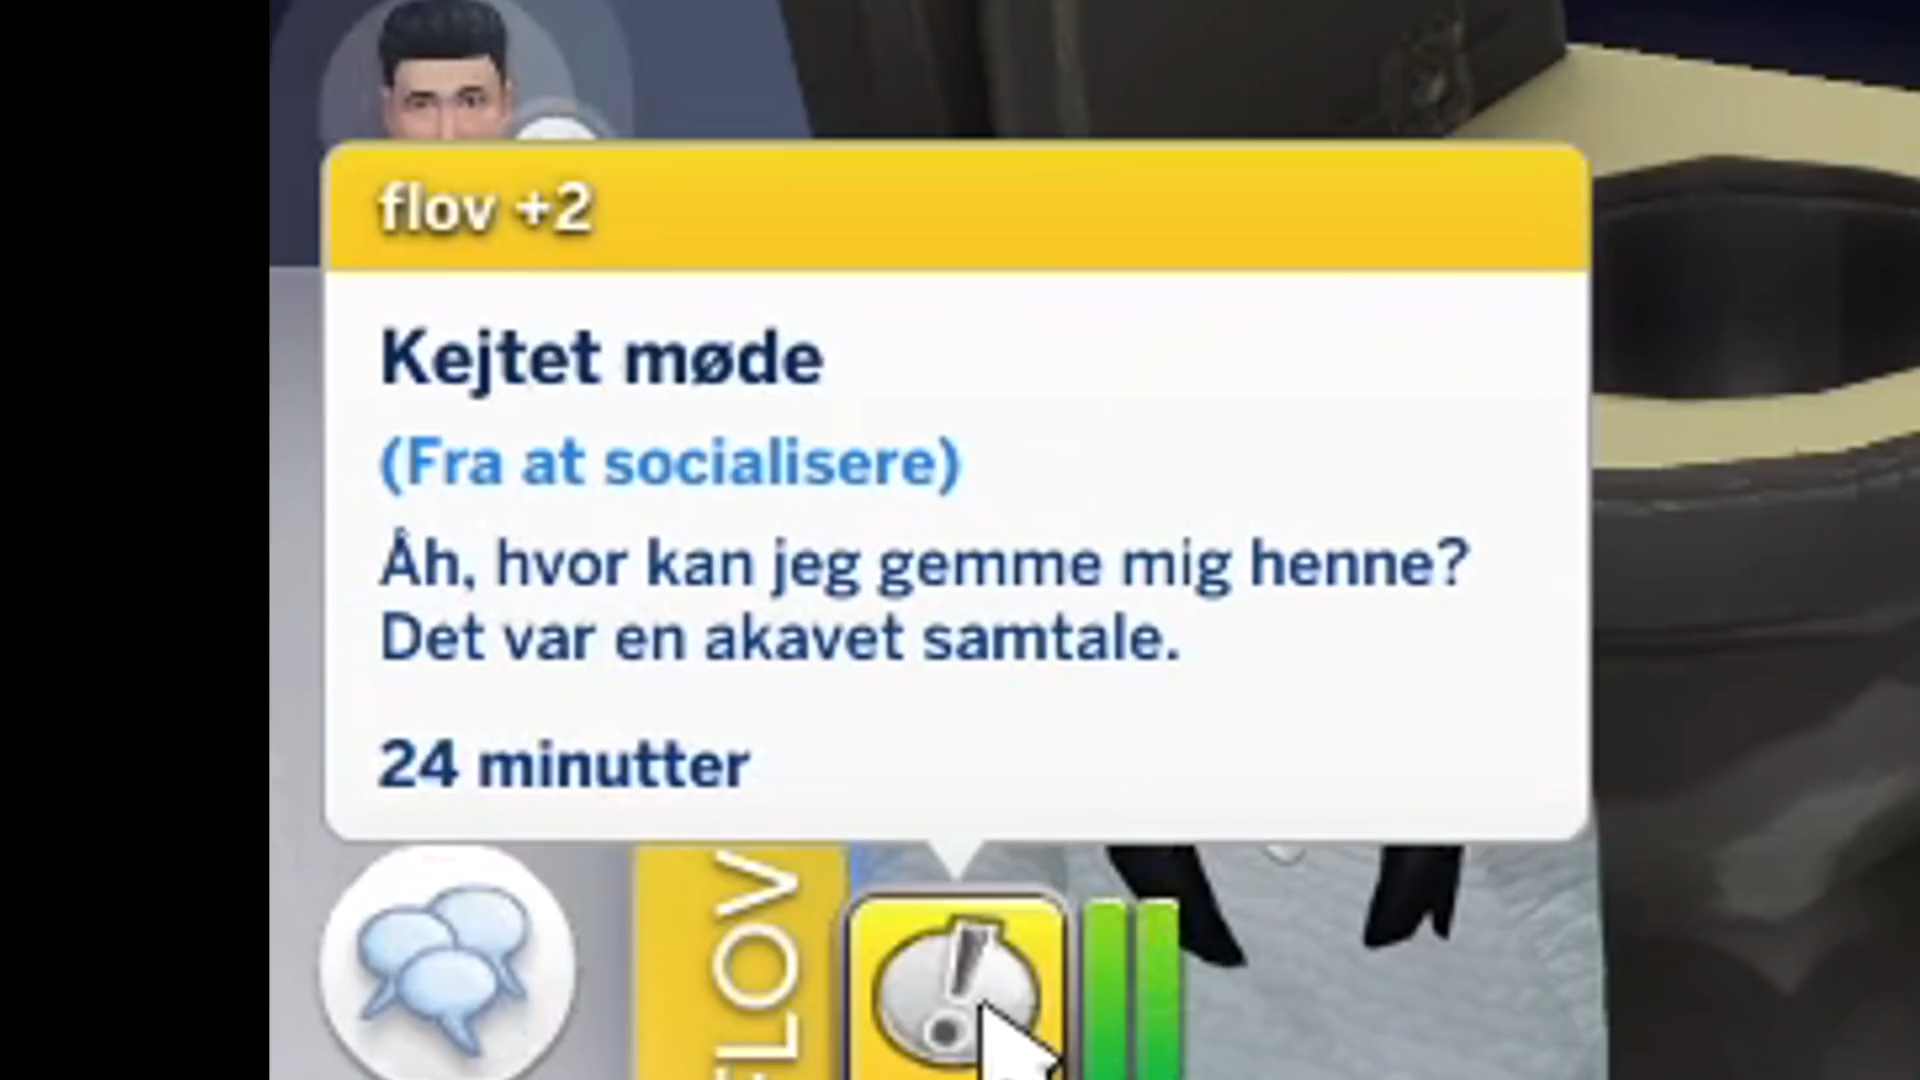 flov +2
Kejtet møde
(Fra at socialisere)
Åh, hvor kan jeg gemme mig henne?
Det var en akavet samtale.
24 minutter
FLOV